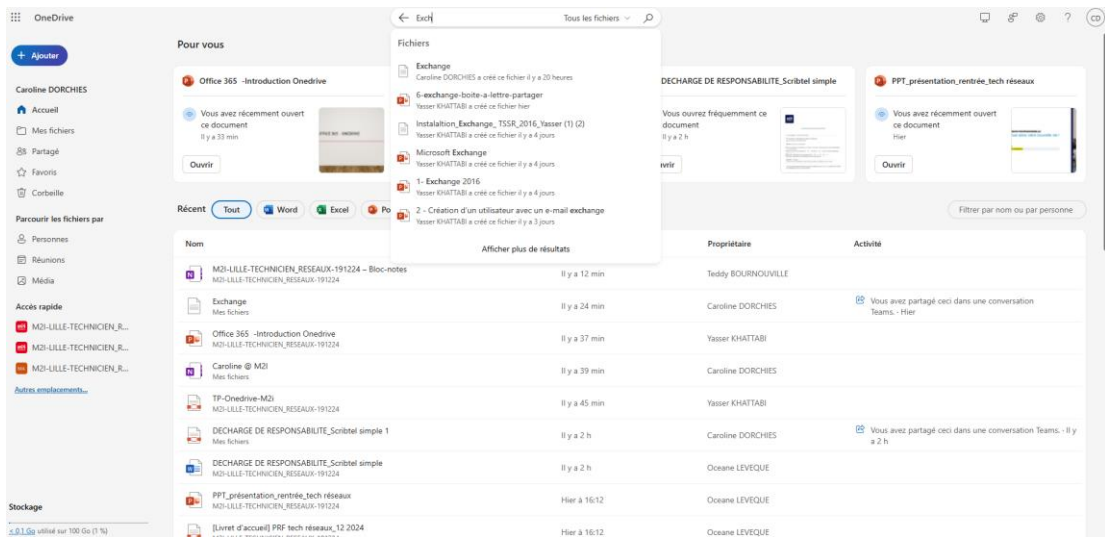 OneDrive
Exch
Tous les fichiers
CD
Ajouter
Caroline DORCHIES
Accueil
Mes fichiers
Partagé
Favoris
Corbeille
Parcourir les fichiers par
Personnes
Réunions
Média
Accès rapide
M2I-LILLE-TECHNICIEN_R...
M2I-LILLE-TECHNICIEN_R...
M2I-LILLE-TECHNICIEN_R...
Autres emplacements...
Stockage
< 0,1 Go utilisé sur 100 Go (1 %)
Fichiers
Exchange
Caroline DORCHIES a créé ce fichier il y a 20 heures
6-exchange-boite-a-lettre-partager
Yasser KHATTABI a créé ce fichier hier
Instalaltion_Exchange_ TSSR_2016_Yasser (1) (2)
Yasser KHATTABI a créé ce fichier il y a 4 jours
Microsoft Exchange
Yasser KHATTABI a créé ce fichier il y a 4 jours
1- Exchange 2016
Yasser KHATTABI a créé ce fichier il y a 4 jours
2 - Création d'un utilisateur avec un e-mail exchange
Yasser KHATTABI a créé ce fichier il y a 3 jours
Afficher plus de résultats
Pour vous
Office 365 -Introduction Onedrive
Vous avez récemment ouvert
ce document
Il y a 33 min
Ouvrir
DECHARGE DE RESPONSABILITE_Scribtel simple
Vous ouvrez fréquemment ce
document
Il y a 2 h
PPT_présentation_rentrée_tech réseaux
Vous avez récemment ouvert
ce document
Hier
Ouvrir
Récent
Tout
Word
Excel
Po
Filtrer par nom ou par personne
Nom
Propriétaire
Activité
M2I-LILLE-TECHNICIEN_RESEAUX-191224 – Bloc-notes
M2I-LILLE-TECHNICIEN_RESEAUX-191224
Il y a 12 min
Teddy BOURNOUVILLE
Exchange
Mes fichiers
Il y a 24 min
Caroline DORCHIES
Vous avez partagé ceci dans une conversation
Teams. - Hier
Office 365 -Introduction Onedrive
M2I-LILLE-TECHNICIEN_RESEAUX-191224
Il y a 37 min
Yasser KHATTABI
Caroline @ M2I
Mes fichiers
Il y a 39 min
Caroline DORCHIES
TP-Onedrive-M2i
M2I-LILLE-TECHNICIEN_RESEAUX-191224
Il y a 45 min
Yasser KHATTABI
DECHARGE DE RESPONSABILITE_Scribtel simple 1
Mes fichiers
Il y a 2 h
Caroline DORCHIES
Vous avez partagé ceci dans une conversation Teams. - Il y
a 2 h
DECHARGE DE RESPONSABILITE_Scribtel simple
M2I-LILLE-TECHNICIEN_RESEAUX-191224
Il y a 2 h
Oceane LEVEQUE
PPT_présentation_rentrée_tech réseaux
M2I-LILLE-TECHNICIEN_RESEAUX-191224
Hier à 16:12
Oceane LEVEQUE
[Livret d'accueil] PRF tech réseaux_12 2024
Hier à 16:12
Oceane LEVEQUE